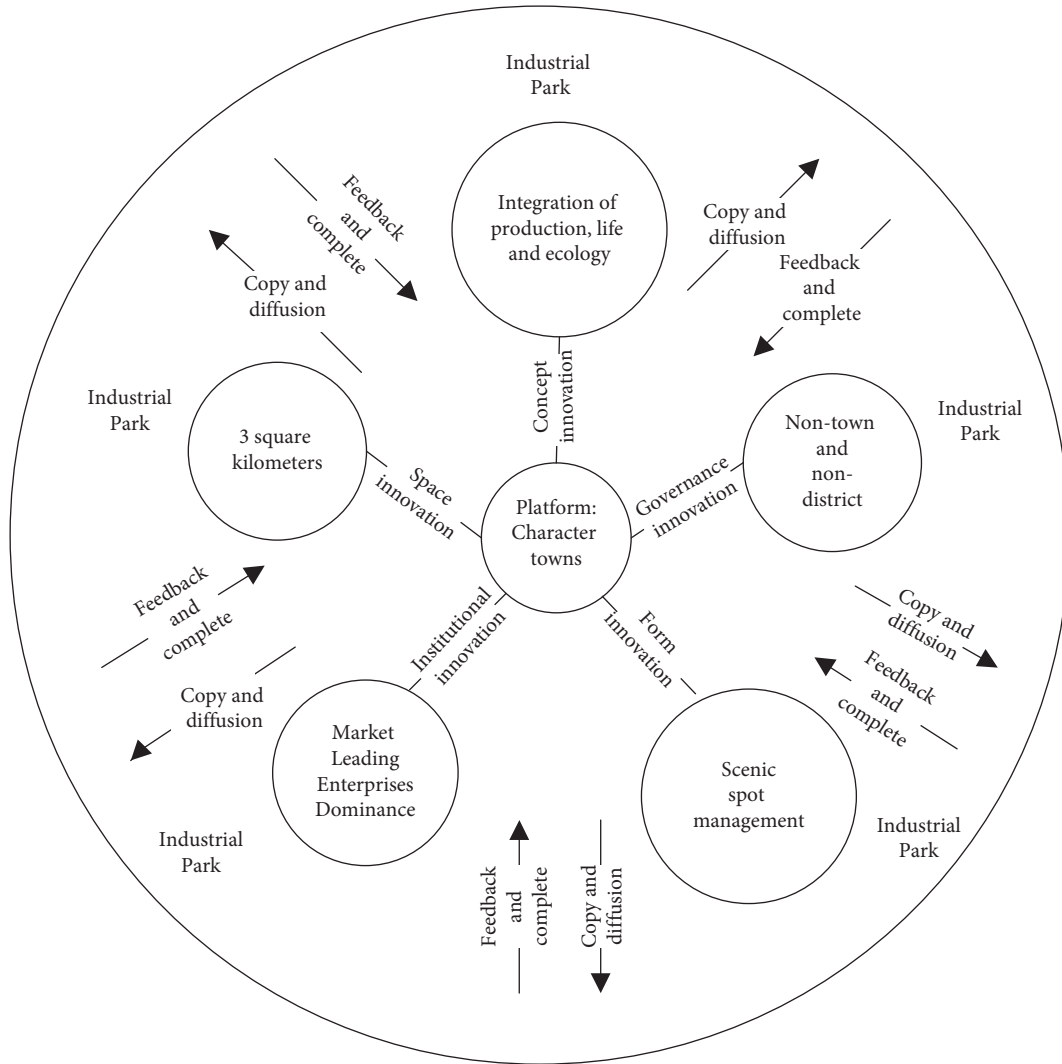 Industrial
Park
Integration of
production, life
and ecology
Feedback
and
complete
Copy and
diffusion
Copy and
diffusion
Feedback
and
complete
Concept
innovation
Industrial
Park
3 square
kilometers
Space
innovation
Platform:
Character
towns
Governance
innovation
Non-town
and
non-
district
Industrial
Park
Feedback
and
complete
Copy and
diffusion
Institutional
innovation
Form
innovation
Copy and
diffusion
Feedback
and
complete
Market
Leading
Enterprises
Dominance
Scenic
spot
management
Industrial
Park
Industrial
Park
Feedback
and
complete
Copy and
diffusion